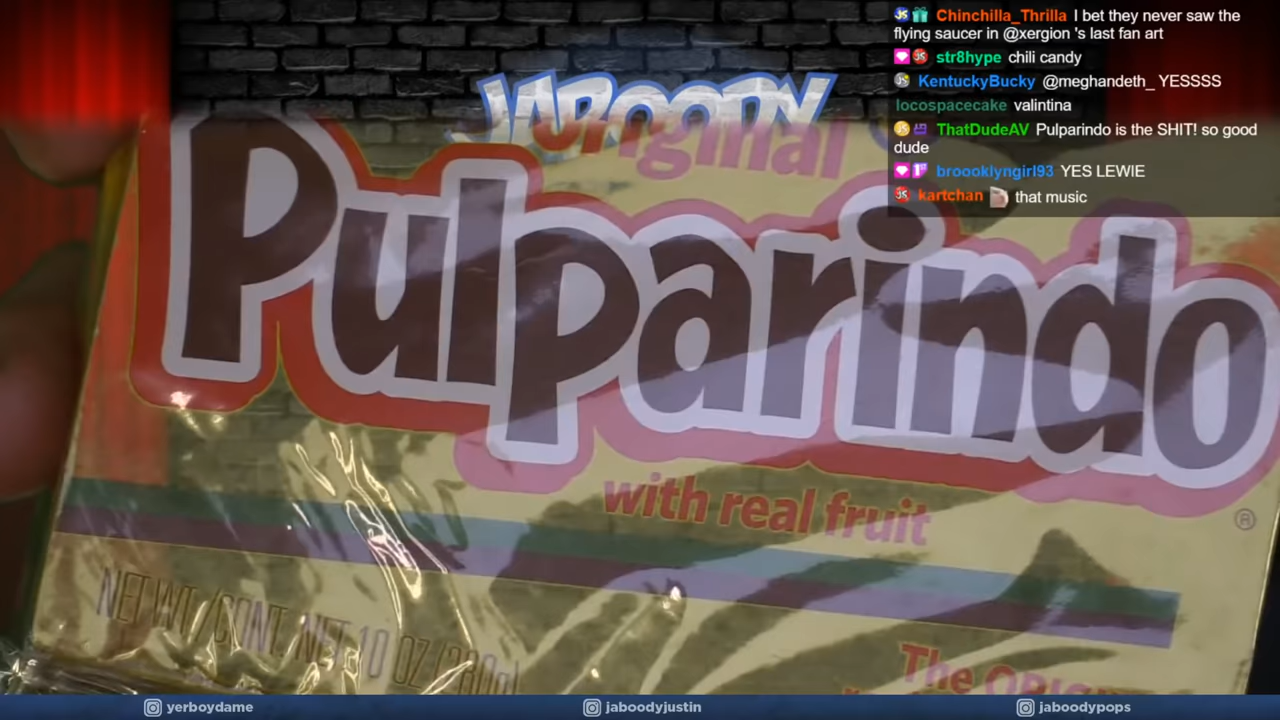 Chinchilla_Thrilla I bet they never saw the
flying saucer in @xergion 's last fan art
str8hype chili candy
KentuckyBucky @meghandeth_ YESSSS
locospacecake valintina
ThatDudeAV Pulparindo is the SHIT! so good
dude
broooklyngirl93 YES LEWIE
kartchan that music
JABOODY
Original
Pulparindo
with real fruit
®
NET WT/CONT. NET 10 OZ (280g)
The
yerboydame
jaboodyjustin
jaboodypops